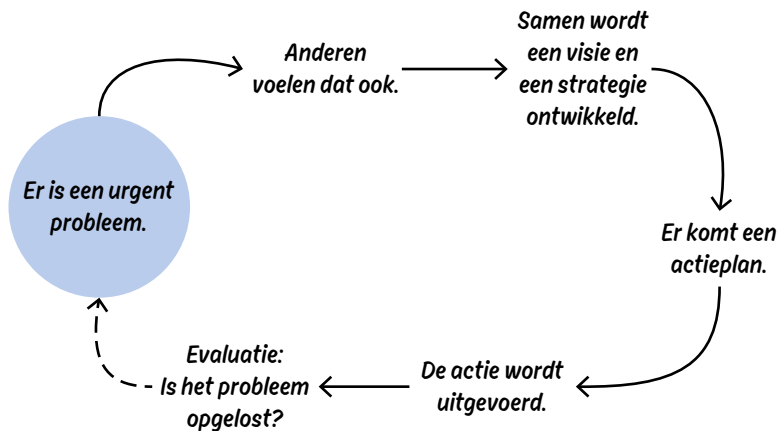 Er is een urgent
probleem.
Anderen
voelen dat ook.
Samen wordt
een visie en
een strategie
ontwikkeld.
Er komt een
actieplan.
De actie wordt
uitgevoerd.
Evaluatie:
Is het probleem
opgelost?